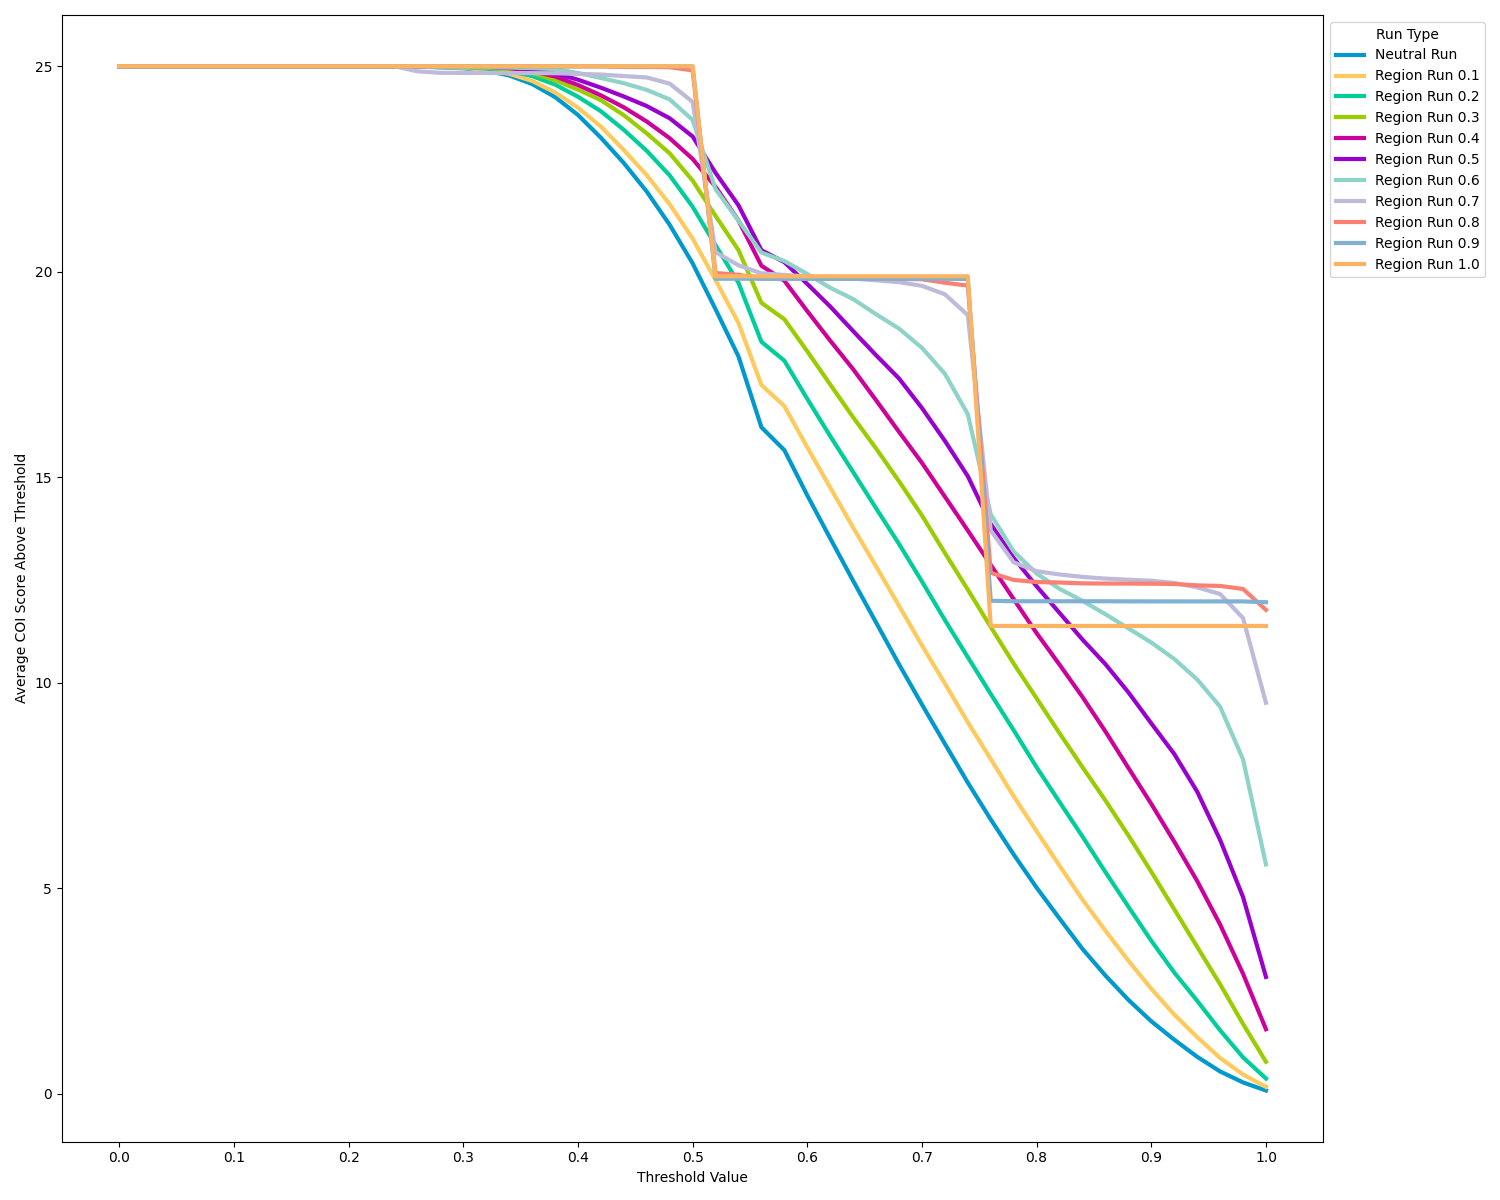 Run Type
Neutral Run
Region Run 0.1
Region Run 0.2
Region Run 0.3
Region Run 0.4
Region Run 0.5
Region Run 0.6
Region Run 0.7
Region Run 0.8
Region Run 0.9
Region Run 1.0
Average COI Score Above Threshold
25
20
15
10
5
0
0.0 0.1 0.2 0.3 0.4 0.5 0.6 0.7 0.8 0.9 1.0
Threshold Value